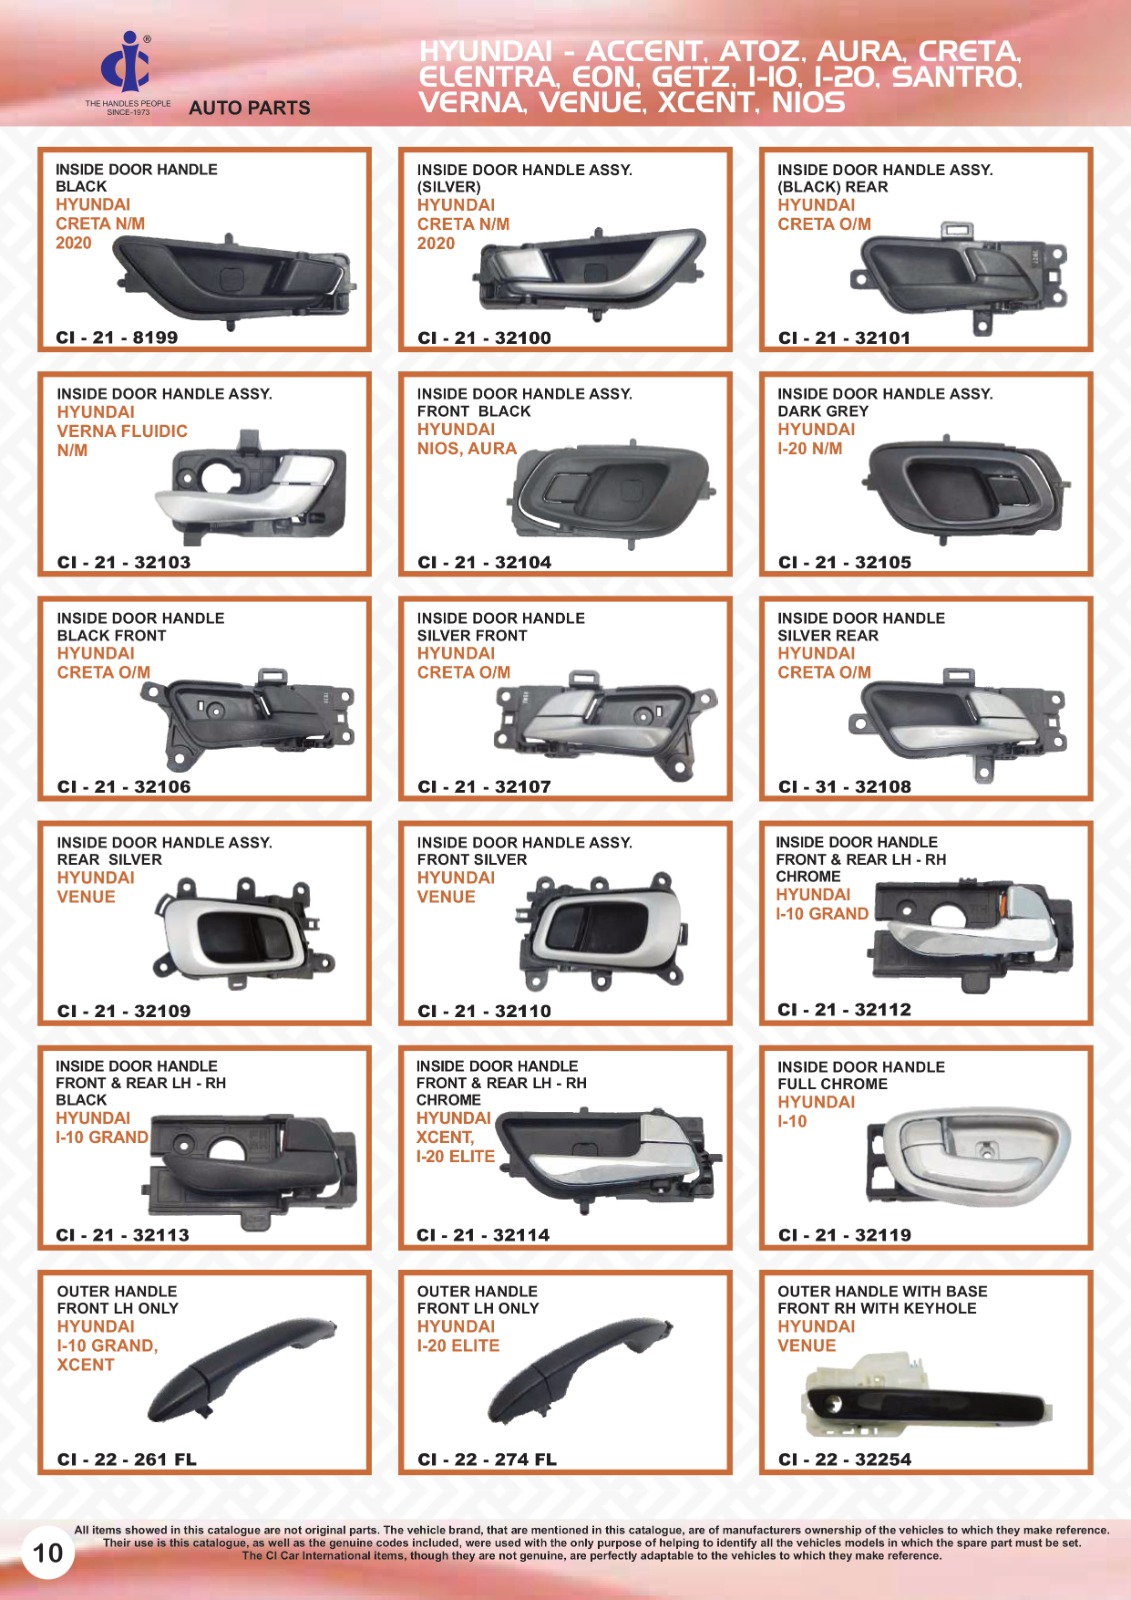 ®
THE HANDLES PEOPLE
SINCE-1973
AUTO PARTS
HYUNDAI - ACCENT, ATOZ, AURA, CRETA,
ELENTRA, EON, GETZ, I-10, I-20, SANTRO,
VERNA, VENUE, XCENT, NIOS
INSIDE DOOR HANDLE
BLACK
HYUNDAI
CRETA N/M
2020
CI - 21 - 8199
INSIDE DOOR HANDLE ASSY.
(SILVER)
HYUNDAI
CRETA N/M
2020
CI - 21 - 32100
INSIDE DOOR HANDLE ASSY.
(BLACK) REAR
HYUNDAI
CRETA O/M
CI - 21 - 32101
INSIDE DOOR HANDLE ASSY.
HYUNDAI
VERNA FLUIDIC
N/M
CI - 21 - 32103
INSIDE DOOR HANDLE ASSY.
FRONT BLACK
HYUNDAI
NIOS, AURA
CI - 21 - 32104
INSIDE DOOR HANDLE ASSY.
DARK GREY
HYUNDAI
I-20 N/M
CI - 21 - 32105
INSIDE DOOR HANDLE
BLACK FRONT
HYUNDAI
CRETA O/M
CI - 21 - 32106
INSIDE DOOR HANDLE
SILVER FRONT
HYUNDAI
CRETA O/M
CI - 21 - 32107
INSIDE DOOR HANDLE
SILVER REAR
HYUNDAI
CRETA O/M
CI - 31 - 32108
INSIDE DOOR HANDLE ASSY.
REAR SILVER
HYUNDAI
VENUE
CI - 21 - 32109
INSIDE DOOR HANDLE ASSY.
FRONT SILVER
HYUNDAI
VENUE
CI - 21 - 32110
INSIDE DOOR HANDLE
FRONT & REAR LH - RH
CHROME
HYUNDAI
I-10 GRAND
CI - 21 - 32112
INSIDE DOOR HANDLE
FRONT & REAR LH - RH
BLACK
HYUNDAI
I-10 GRAND
CI - 21 - 32113
INSIDE DOOR HANDLE
FRONT & REAR LH - RH
CHROME
HYUNDAI
XCENT,
I-20 ELITE
CI - 21 - 32114
INSIDE DOOR HANDLE
FULL CHROME
HYUNDAI
I-10
CI - 21 - 32119
OUTER HANDLE
FRONT LH ONLY
HYUNDAI
I-10 GRAND,
XCENT
CI - 22 - 261 FL
OUTER HANDLE
FRONT LH ONLY
HYUNDAI
I-20 ELITE
CI - 22 - 274 FL
OUTER HANDLE WITH BASE
FRONT RH WITH KEYHOLE
HYUNDAI
VENUE
CI - 22 - 32254
All items showed in this catalogue are not original parts. The vehicle brand, that are mentioned in this catalogue, are of manufacturers ownership of the vehicles to which they make reference.
Their use is this catalogue, as well as the genuine codes included, were used with the only purpose of helping to identify all the vehicles models in which the spare part must be set.
The CI Car International items, though they are not genuine, are perfectly adaptable to the vehicles to which they make reference.
10